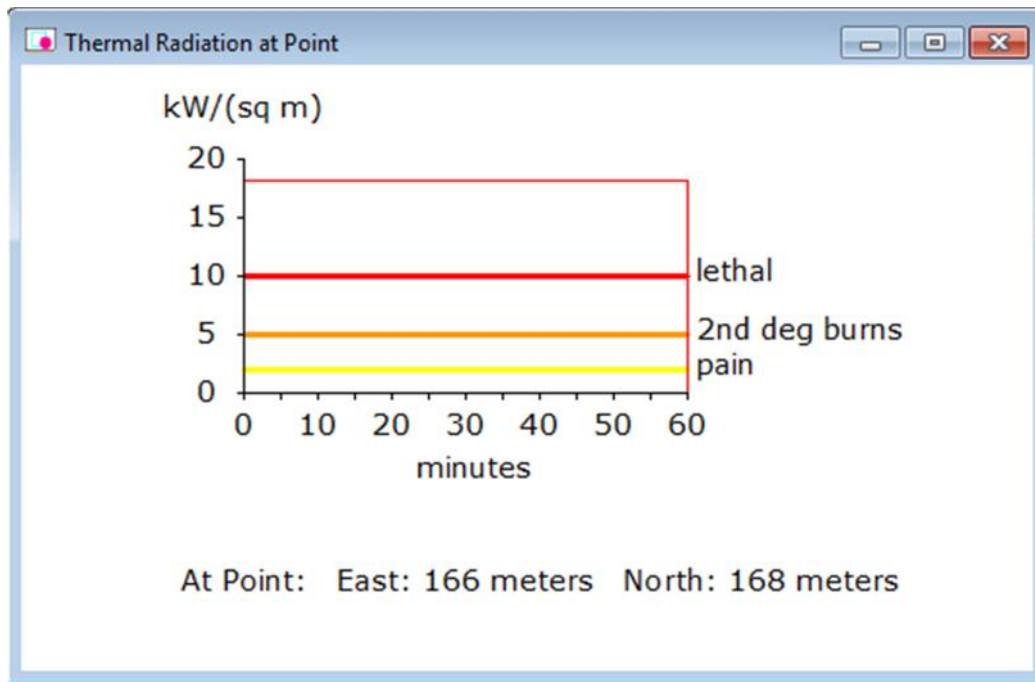 Thermal Radiation at Point
kW/(sq m)
20
15
10
5
0
lethal
2nd deg burns
pain
0 10 20 30 40 50 60
minutes
At Point: East: 166 meters North: 168 meters